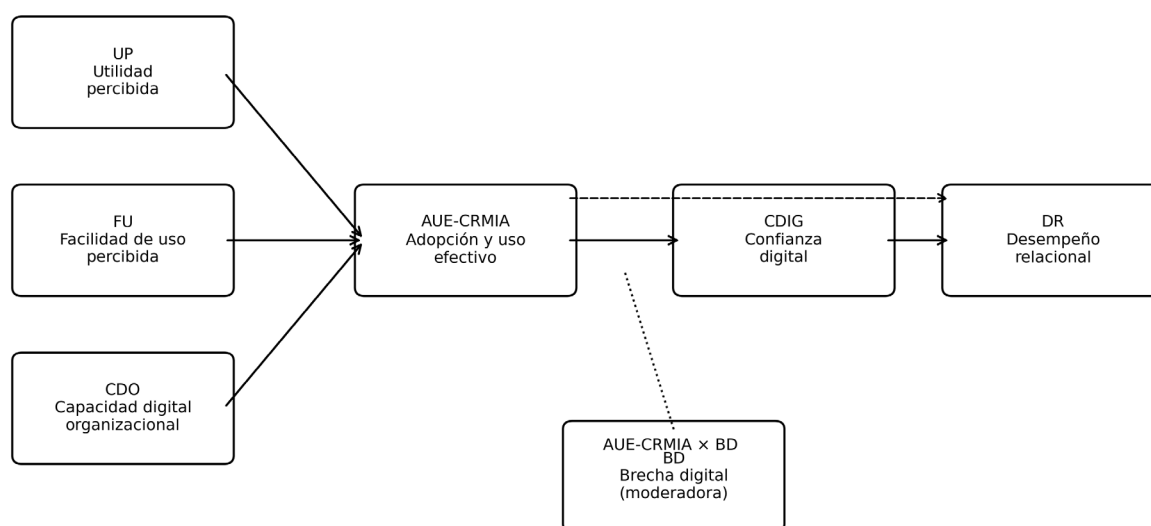 UP
Utilidad
percibida
FU
Facilidad de uso
percibida
CDO
Capacidad digital
organizacional
AUE-CRMIA
Adopción y uso
efectivo
CDIG
Confianza
digital
DR
Desempeño
relacional
AUE-CRMIA × BD
BD
Brecha digital
(moderadora)